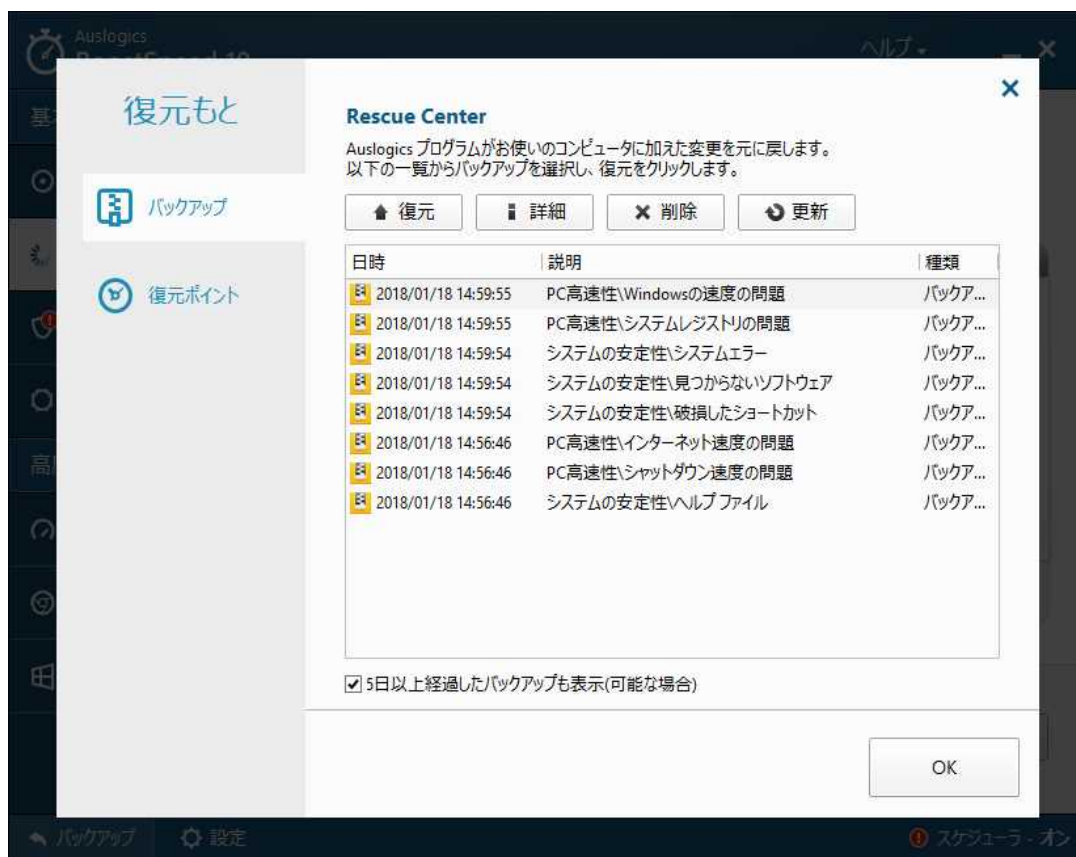 Auslogics
ヘルプ
復元もと
バックアップ
復元ポイント
Rescue Center
Auslogics プログラムがお使いのコンピュータに加えた変更を元に戻します。
以下の一覧からバックアップを選択し、復元をクリックします。
復元 詳細 削除 更新
日時 説明 種類
2018/01/18 14:59:55 PC高速性\Windowsの速度の問題 バックア...
2018/01/18 14:59:55 PC高速性\システムレジストリの問題 バックア...
2018/01/18 14:59:54 システムの安定性\システムエラー バックア...
2018/01/18 14:59:54 システムの安定性\見つからないソフトウェア バックア...
2018/01/18 14:59:54 システムの安定性\破損したショートカット バックア...
2018/01/18 14:56:46 PC高速性\インターネット速度の問題 バックア...
2018/01/18 14:56:46 PC高速性\シャットダウン速度の問題 バックア...
2018/01/18 14:56:46 システムの安定性\ヘルプ ファイル バックア...
5日以上経過したバックアップも表示(可能な場合)
OK
バックアップ 設定 スケジューラ - オン